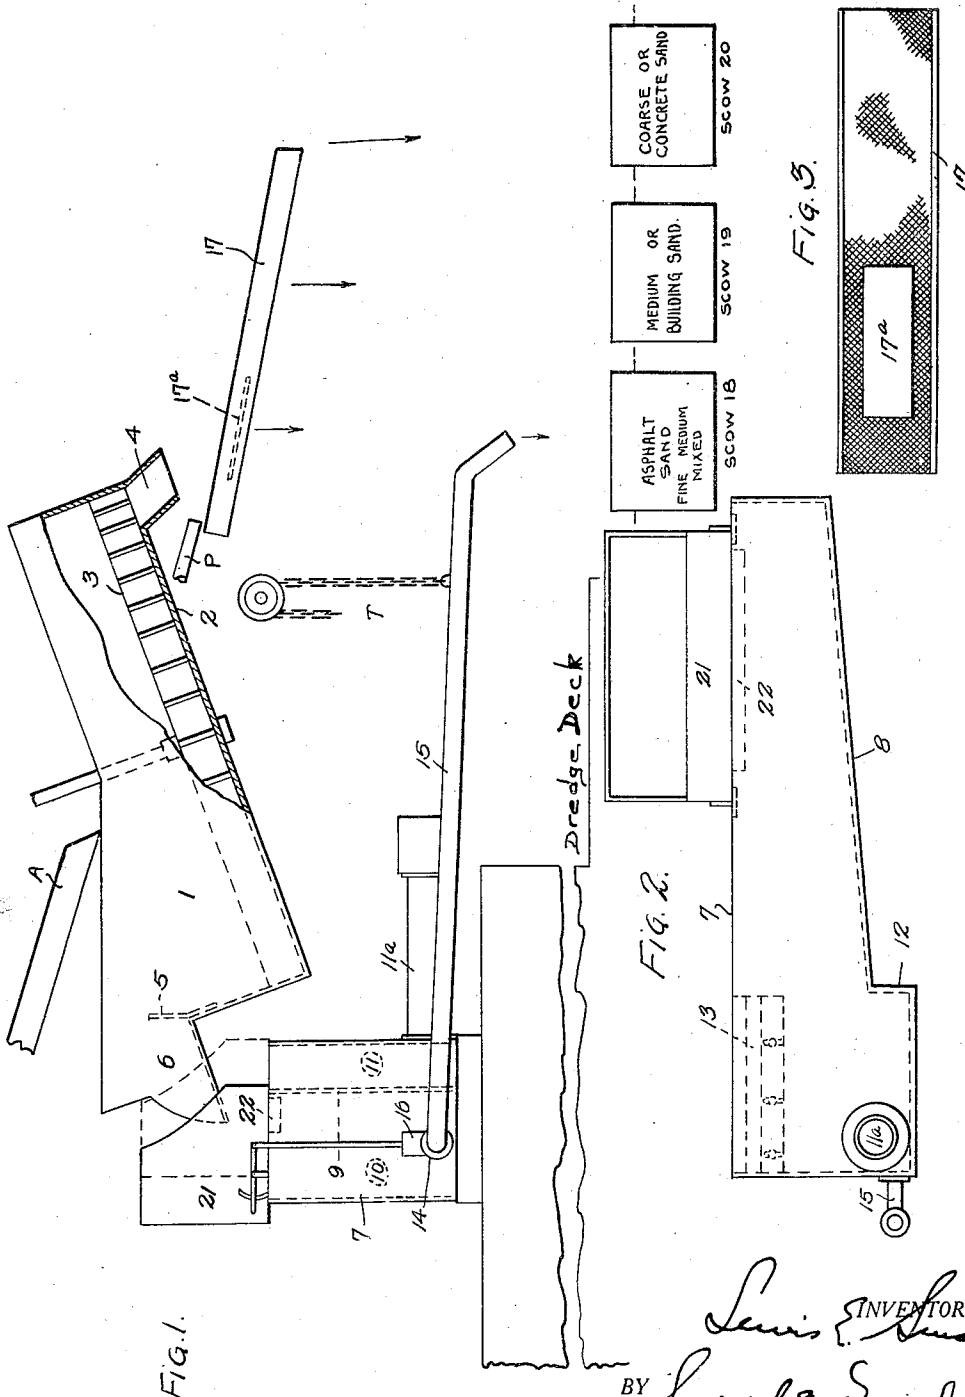 Fig.1.
A
1
2
3
4
5
6
P
17
17a
T
15
11a
21
22
9
10
11
16
14
7
Dredge Deck
COARSE OR
CONCRETE SAND
SCOW 20
MEDIUM OR
BUILDING SAND.
SCOW 19
ASPHALT
SAND
FINE MEDIUM
MIXED
SCOW 18
Fig.3.
17a
17
Fig.2.
21
22
8
7
13
12
S
S
S
11a
15
INVENTOR
Lewis E.
BY